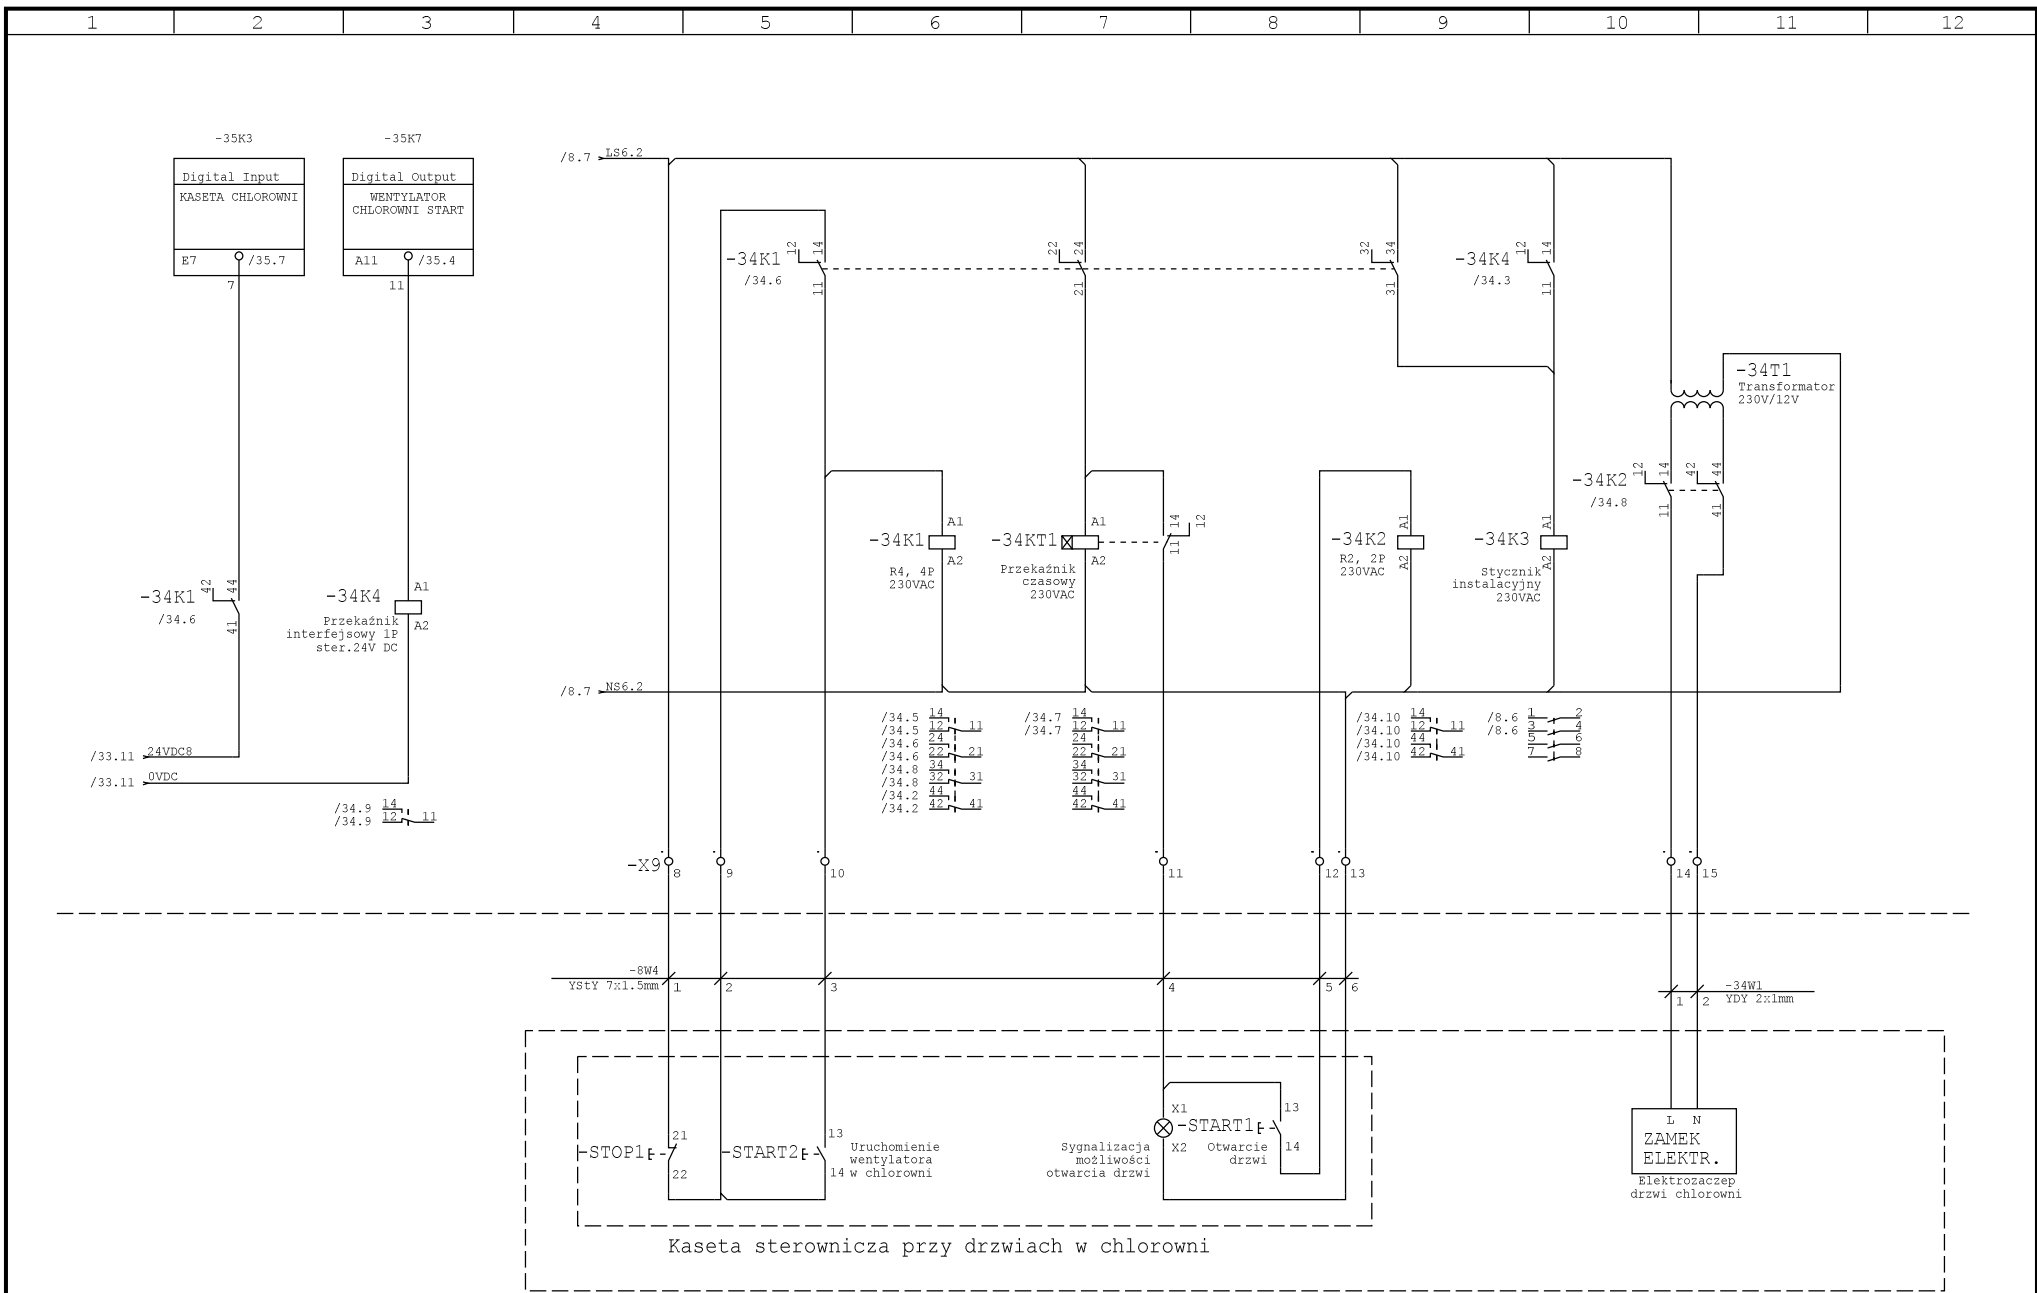 1 2 3 4 5 6 7 8 9 10 11 12
-35K3
Digital Input
KASETA CHLOROWNI
E7 /35.7
7
-35K7
Digital Output
WENTYLATOR
CHLOROWNI START
A11 /35.4
11
/8.7 LS6.2
-34K1
/34.6
12 14
11
22 24
21
32 34
31
-34K4
/34.3
12 14
11
-34T1
Transformator
230V/12V
-34K2
/34.8
12 14
11
42 44
41
-34K1
/34.6
42 44
41
-34K4
A1
A2
Przekaźnik
interfejsowy 1P
ster.24V DC
-34K1
A1
A2
R4, 4P
230VAC
-34KT1
A1
A2
Przekaźnik
czasowy
230VAC
14 12
11
-34K2
A1
A2
R2, 2P
230VAC
-34K3
A1
A2
Stycznik
instalacyjny
230VAC
/8.7 NS6.2
/33.11 24VDC8
/33.11 0VDC
/34.9 14
/34.9 12 11
/34.5 14
/34.5 12 11
/34.6 24
/34.6 22 21
/34.8 34
/34.8 32 31
/34.2 44
/34.2 42 41
/34.7 14
/34.7 12 11
24
22 21
34
32 31
44
42 41
/34.10 14
/34.10 12 11
/34.10 44
/34.10 42 41
/8.6 1 2
/8.6 3 4
5 6
7 8
-X9 8 9 10 11 12 13 14 15
-8W4
YStY 7x1.5mm 1 2 3 4 5 6
-34W1
YDY 2x1mm
1 2
-STOP1
21
22
-START2
13
14
Uruchomienie
wentylatora
w chlorowni
X1
X2
Sygnalizacja
możliwości
otwarcia drzwi
-START1
13
14
Otwarcie
drzwi
L N
ZAMEK
ELEKTR.
Elektrozaczep
drzwi chlorowni
Kaseta sterownicza przy drzwiach w chlorowni